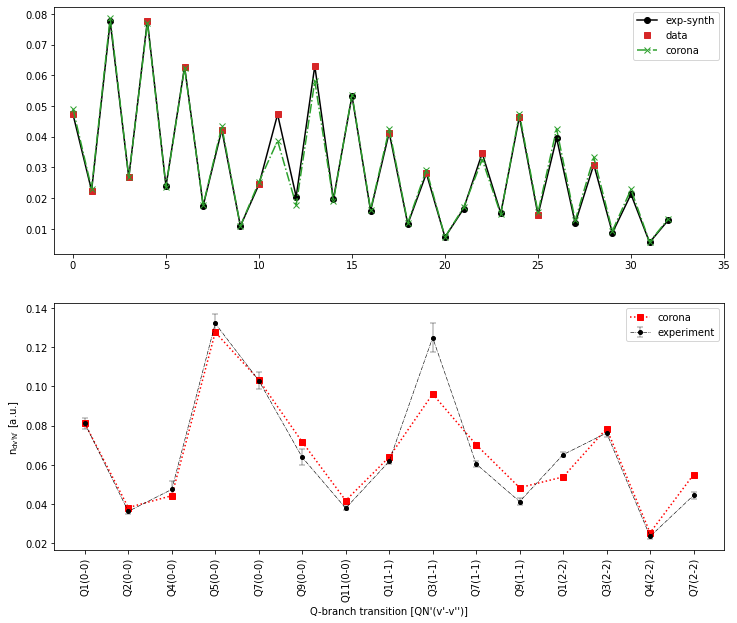 0.08
0.07
0.06
0.05
0.04
0.03
0.02
0.01
0
5
10
15
20
25
30
35
exp-synth
data
corona
0.14
0.12
0.10
0.08
0.06
0.04
0.02
n_dv'N' [a.u.]
corona
experiment
Q1(0-0)
Q2(0-0)
Q4(0-0)
Q5(0-0)
Q7(0-0)
Q9(0-0)
Q11(0-0)
Q1(1-1)
Q3(1-1)
Q7(1-1)
Q9(1-1)
Q1(2-2)
Q3(2-2)
Q4(2-2)
Q7(2-2)
Q-branch transition [QN'(v'-v'')]